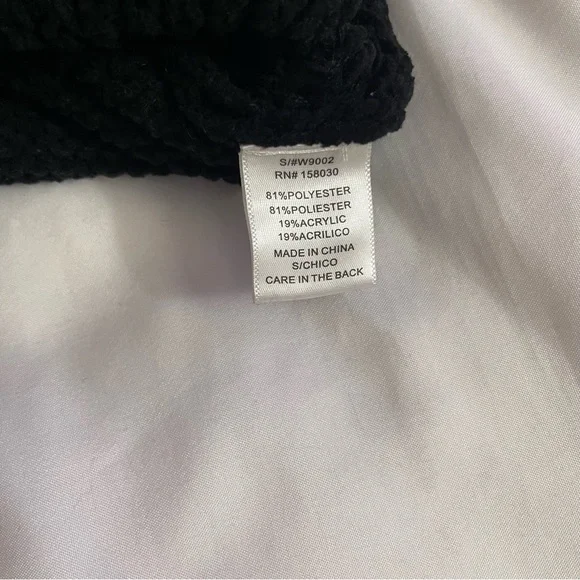 S/#W9002
RN# 158030
81%POLYESTER
81%POLIESTER
19%ACRYLIC
19%ACRILICO
MADE IN CHINA
S/CHICO
CARE IN THE BACK